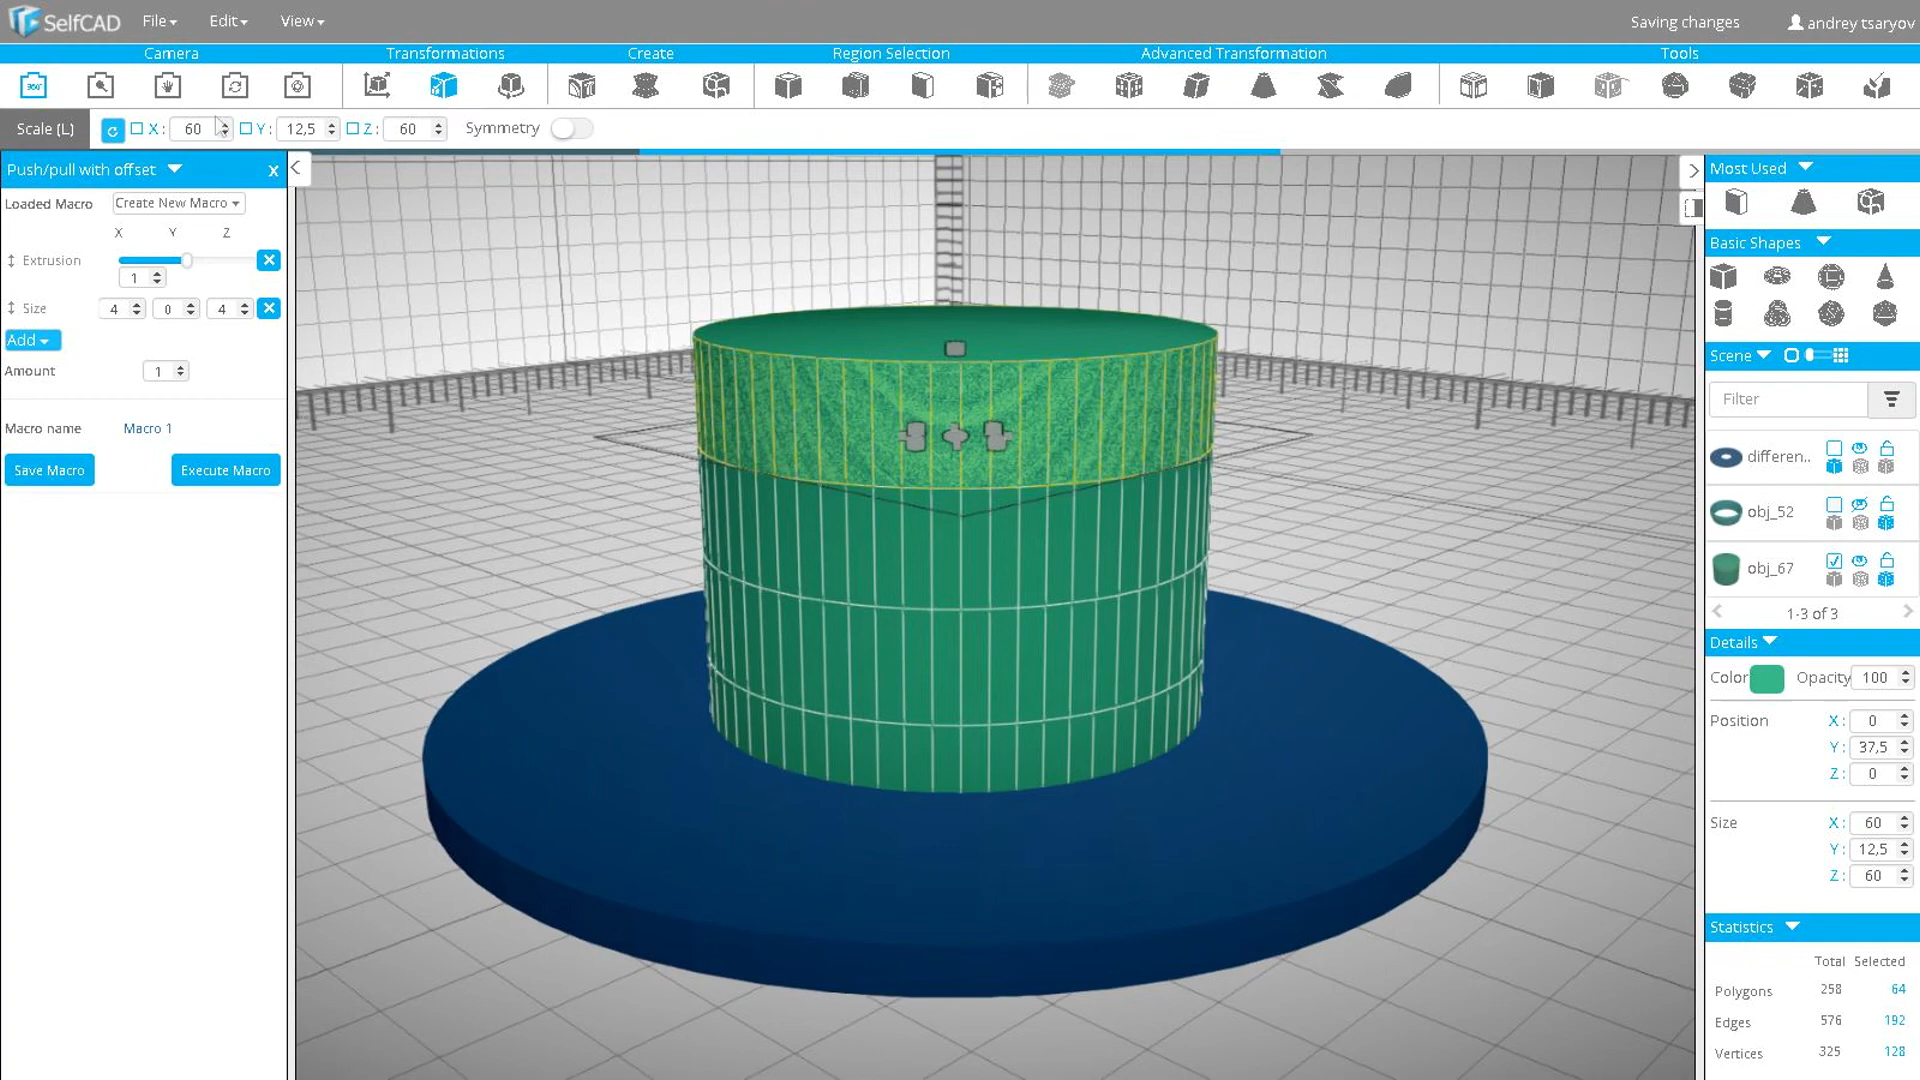 SelfCAD File Edit View Saving changes andrey tsaryov
Camera Transformations Create Region Selection Advanced Transformation Tools
360°
Scale (L) X : 60 Y : 12,5 Z : 60 Symmetry
Push/pull with offset x
Loaded Macro Create New Macro
X Y Z
Extrusion
1
Size 4 0 4
Add
Amount 1
Macro name Macro 1
Save Macro Execute Macro
Most Used
Basic Shapes
Scene
Filter
differen..
obj_52
obj_67
1-3 of 3
Details
Color Opacity 100
Position X : 0
Y : 37,5
Z : 0
Size X : 60
Y : 12,5
Z : 60
Statistics
Total Selected
Polygons 258 64
Edges 576 192
Vertices 325 128